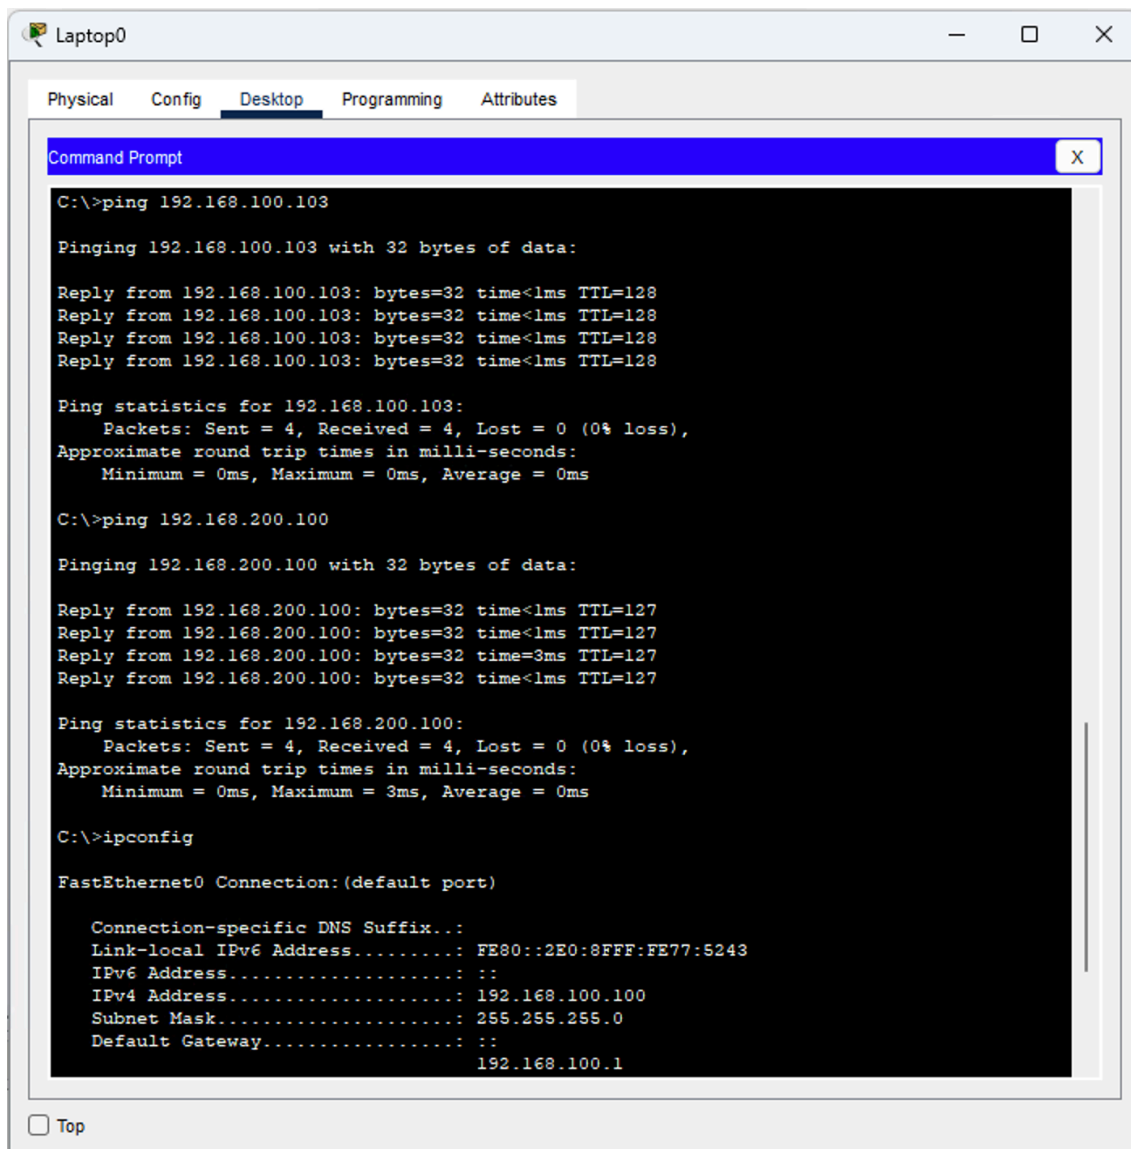 Laptop0
Physical Config Desktop Programming Attributes
Command Prompt X
C:\>ping 192.168.100.103
Pinging 192.168.100.103 with 32 bytes of data:
Reply from 192.168.100.103: bytes=32 time<1ms TTL=128
Reply from 192.168.100.103: bytes=32 time<1ms TTL=128
Reply from 192.168.100.103: bytes=32 time<1ms TTL=128
Reply from 192.168.100.103: bytes=32 time<1ms TTL=128
Ping statistics for 192.168.100.103:
Packets: Sent = 4, Received = 4, Lost = 0 (0% loss),
Approximate round trip times in milli-seconds:
Minimum = 0ms, Maximum = 0ms, Average = 0ms
C:\>ping 192.168.200.100
Pinging 192.168.200.100 with 32 bytes of data:
Reply from 192.168.200.100: bytes=32 time<1ms TTL=127
Reply from 192.168.200.100: bytes=32 time<1ms TTL=127
Reply from 192.168.200.100: bytes=32 time=3ms TTL=127
Reply from 192.168.200.100: bytes=32 time<1ms TTL=127
Ping statistics for 192.168.200.100:
Packets: Sent = 4, Received = 4, Lost = 0 (0% loss),
Approximate round trip times in milli-seconds:
Minimum = 0ms, Maximum = 3ms, Average = 0ms
C:\>ipconfig
FastEthernet0 Connection:(default port)
Connection-specific DNS Suffix..:
Link-local IPv6 Address.........: FE80::2E0:8FFF:FE77:5243
IPv6 Address....................: ::
IPv4 Address....................: 192.168.100.100
Subnet Mask.....................: 255.255.255.0
Default Gateway.................: ::
192.168.100.1
Top